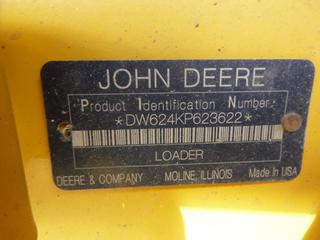 JOHN DEERE
Product Identification Number
*DW624KP623622*
LOADER
DEERE & COMPANY MOLINE ILLINOIS Made In USA